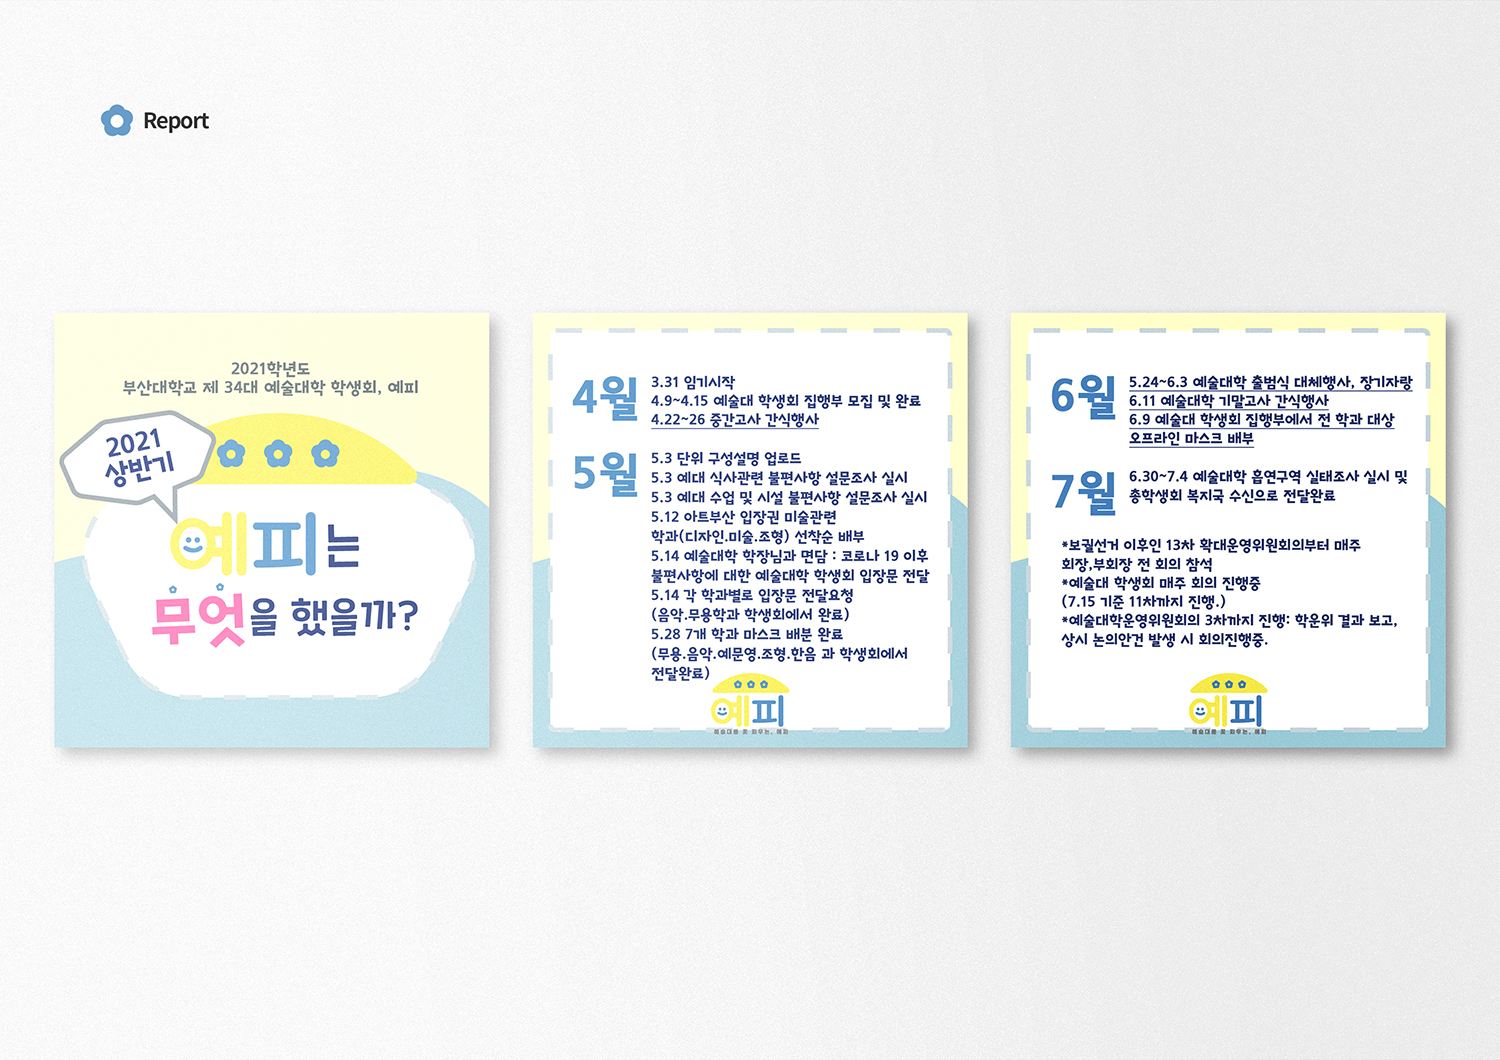 Report
2021학년도
부산대학교 제 34대 예술대학 학생회, 예피
2021
상반기
예피는
무엇을 했을까?
4월
3.31 임기시작
4.9~4.15 예술대 학생회 집행부 모집 및 완료
4.22~26 중간고사 간식행사
5월
5.3 단위 구성설명 업로드
5.3 예대 식사관련 불편사항 설문조사 실시
5.3 예대 수업 및 시설 불편사항 설문조사 실시
5.12 아트부산 입장권 미술관련
학과(디자인.미술.조형) 선착순 배부
5.14 예술대학 학장님과 면담 : 코로나 19 이후
불편사항에 대한 예술대학 학생회 입장문 전달
5.14 각 학과별로 입장문 전달요청
(음악.무용학과 학생회에서 완료)
5.28 7개 학과 마스크 배분 완료
(무용.음악.예문영.조형.한음 과 학생회에서
전달완료)
예피
예술대를 꽃 피우는, 예피
6월
5.24~6.3 예술대학 출범식 대체행사, 장기자랑
6.11 예술대학 기말고사 간식행사
6.9 예술대 학생회 집행부에서 전 학과 대상
오프라인 마스크 배부
7월
6.30~7.4 예술대학 흡연구역 실태조사 실시 및
총학생회 복지국 수신으로 전달완료
*보궐선거 이후인 13차 확대운영위원회의부터 매주
회장,부회장 전 회의 참석
*예술대 학생회 매주 회의 진행중
(7.15 기준 11차까지 진행.)
*예술대학운영위원회의 3차까지 진행: 학운위 결과 보고,
상시 논의안건 발생 시 회의진행중.
예피
예술대를 꽃 피우는, 예피